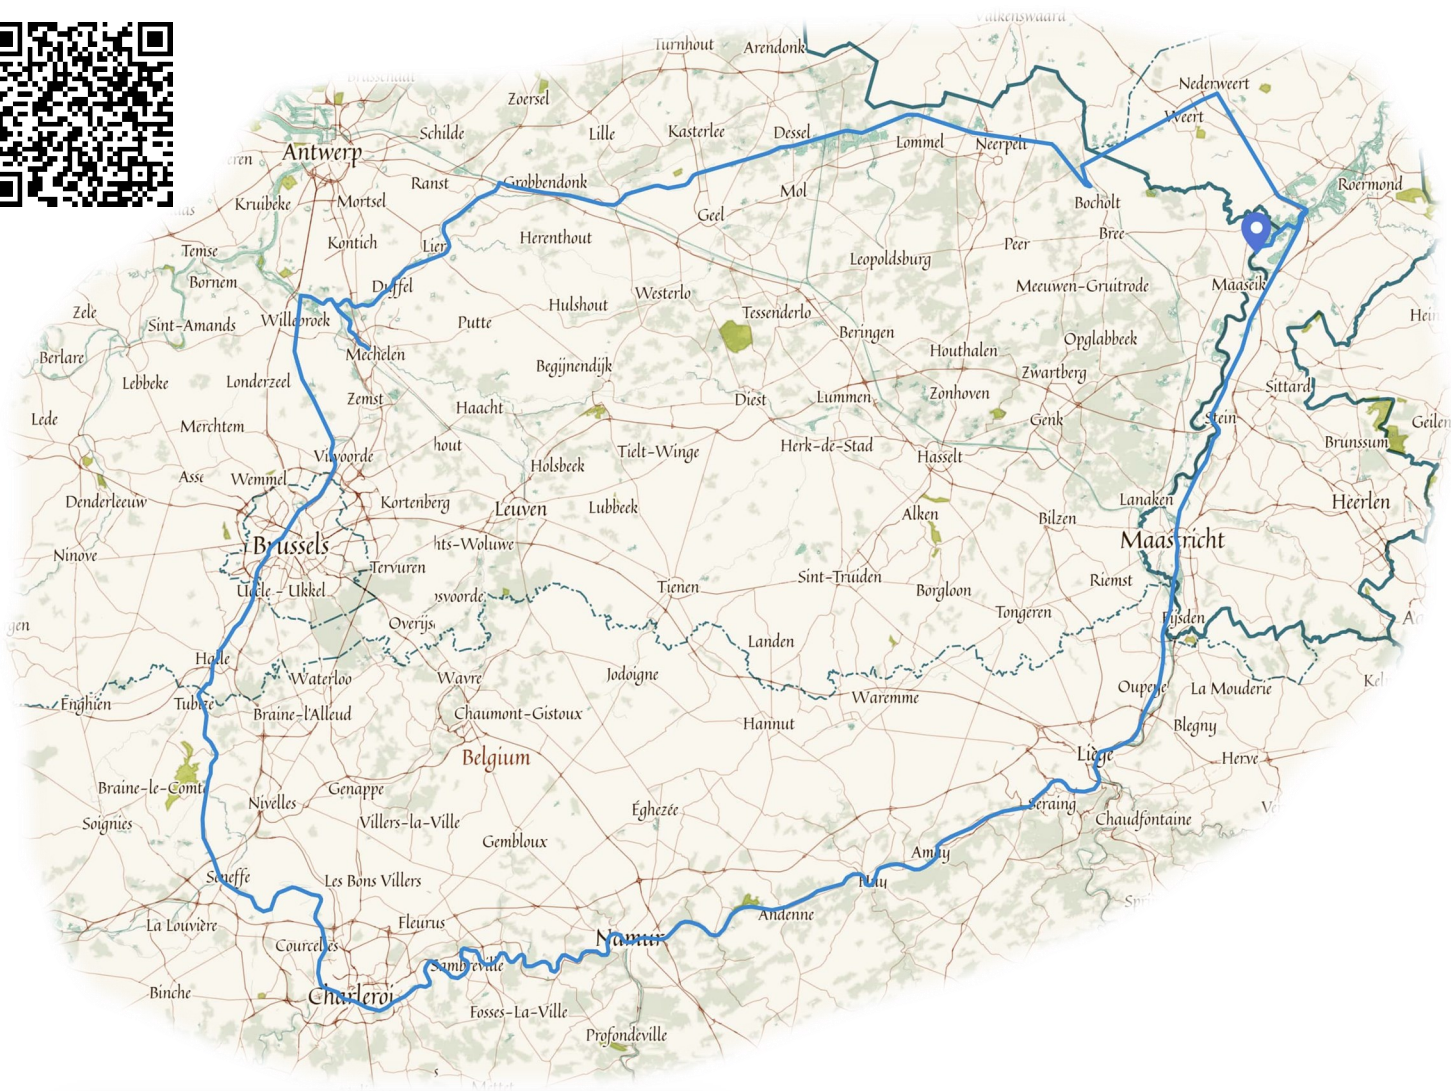 Turnhout
Arendonk
Nederweert
Zoersel
Weert
Schilde
Lille
Kasterlee
Dessel
Lommel
Neerpelt
Antwerp
Ranst
Grobbendonk
Mol
Roermond
Kruibeke
Mortsel
Geel
Bocholt
Temse
Kontich
Lier
Herenthout
Peer
Bree
Leopoldsburg
Bornem
Duffel
Westerlo
Meeuwen-Gruitrode
Maaseik
Zele
Sint-Amands
Willebroek
Hulshout
Tessenderlo
Putte
Beringen
Opglabbeek
Berlare
Mechelen
Houthalen
Lebbeke
Londerzeel
Begijnendijk
Zwartberg
Sittard
Zemst
Haacht
Diest
Lummen
Zonhoven
Lede
Merchtem
Genk
Stein
Brunssum
Vilvoorde
hout
Tielt-Winge
Herk-de-Stad
Hasselt
Asse
Wemmel
Holsbeek
Denderleeuw
Kortenberg
Leuven
Lubbeek
Alken
Lanaken
Heerlen
Bilzen
Brussels
hts-Woluwe
Maastricht
Ninove
Tervuren
Uccle - Ukkel
Tienen
Sint-Truiden
Riemst
svoorde
Borgloon
Tongeren
Eijsden
gen
Overijs
Landen
Halle
Waterloo
Wavre
Jodoigne
Oupeye
La Mouderie
Enghien
Tubize
Braine-l'Alleud
Chaumont-Gistoux
Waremme
Hannut
Blegny
Belgium
Liège
Herve
Braine-le-Comte
Genappe
Nivelles
Éghezée
Seraing
Soignies
Villers-la-Ville
Chaudfontaine
Gembloux
Amay
Seneffe
Les Bons Villers
Huy
La Louvière
Fleurus
Andenne
Courcelles
Namur
Sambreville
Binche
Charleroi
Fosses-La-Ville
Profondeville